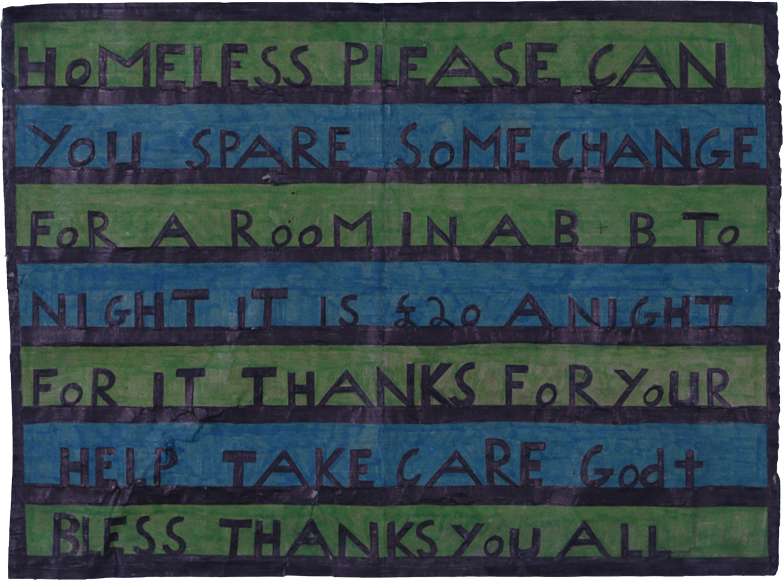 HoMELESS PLEASE CAN
YOU SPARE SoME CHANGE
FoR A RooM IN A B+B To
NIGHT IT IS £20 A NIGHT
FoR IT THANKS FoR YoUR
HELP TAKE CARE God✝
BLESS THANKS YoU ALL